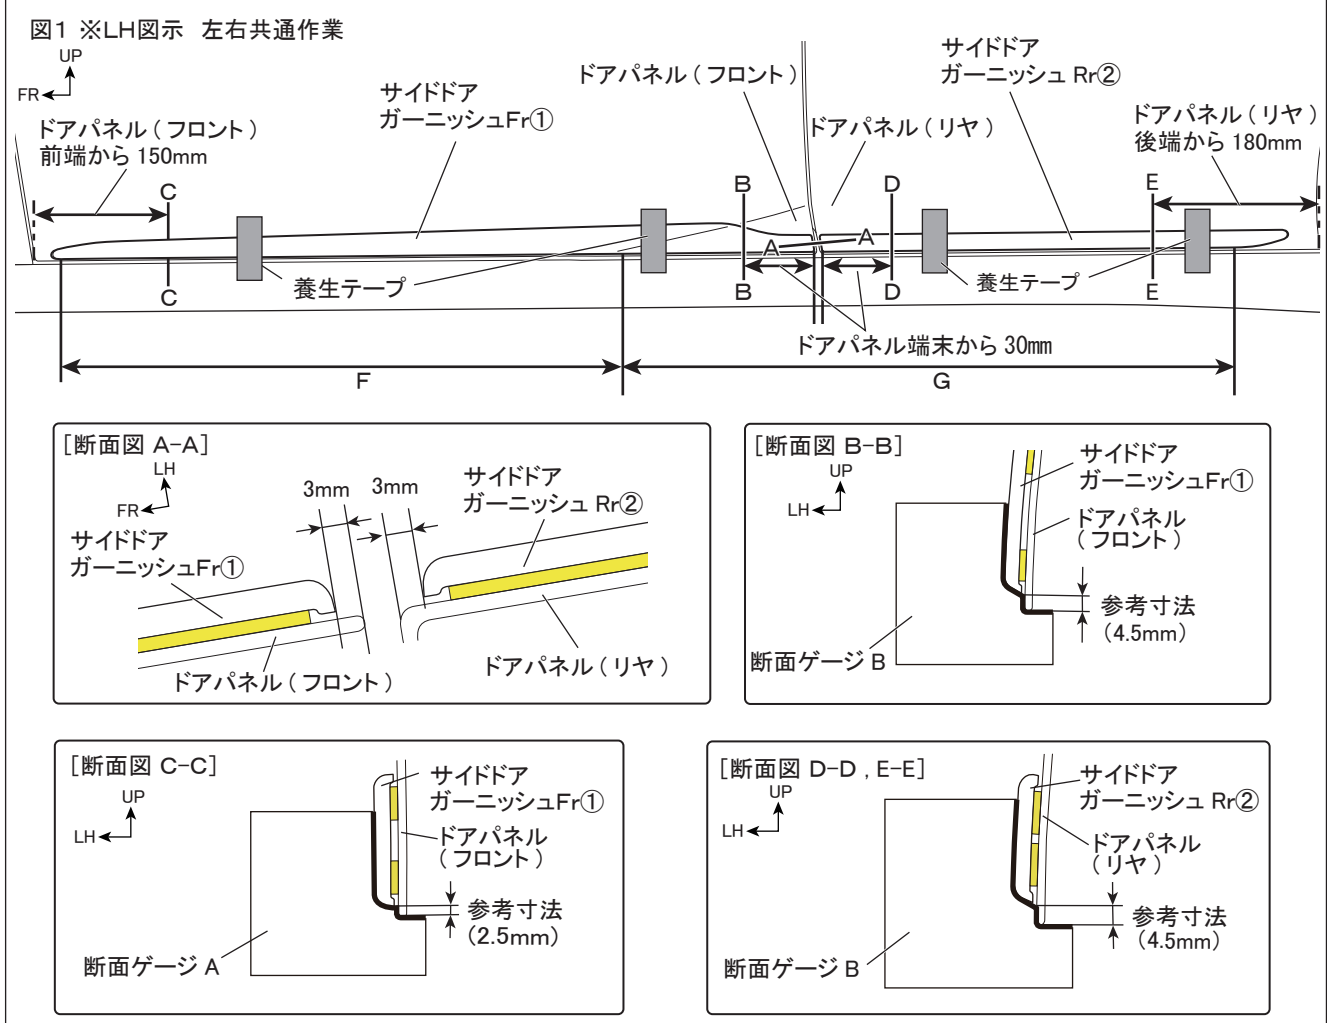 図1 ※LH図示 左右共通作業
UP
FR
ドアパネル(フロント)
前端から 150mm
サイドドア
ガーニッシュFr①
ドアパネル(フロント)
サイドドア
ガーニッシュ Rr②
ドアパネル(リヤ)
ドアパネル(リヤ)
後端から 180mm
C
B
D
E
A
A
C
B
D
E
養生テープ
養生テープ
ドアパネル端末から 30mm
F
G
[断面図 A-A]
LH
FR
3mm
3mm
サイドドア
ガーニッシュ Rr②
サイドドア
ガーニッシュFr①
ドアパネル(フロント)
ドアパネル(リヤ)
[断面図 B-B]
UP
LH
サイドドア
ガーニッシュFr①
ドアパネル
(フロント)
参考寸法
(4.5mm)
断面ゲージ B
[断面図 C-C]
UP
LH
サイドドア
ガーニッシュFr①
ドアパネル
(フロント)
参考寸法
(2.5mm)
断面ゲージ A
[断面図 D-D , E-E]
UP
LH
サイドドア
ガーニッシュ Rr②
ドアパネル
(リヤ)
参考寸法
(4.5mm)
断面ゲージ B